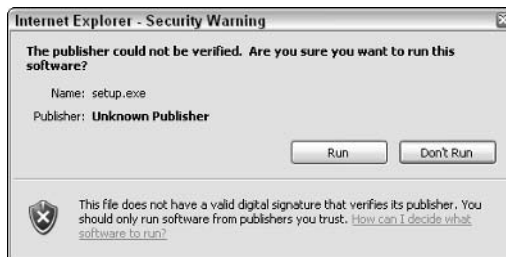 Internet Explorer - Security Warning
The publisher could not be verified. Are you sure you want to run this
software?
Name: setup.exe
Publisher: Unknown Publisher
Run Don't Run
This file does not have a valid digital signature that verifies its publisher. You
should only run software from publishers you trust. How can I decide what
software to run?